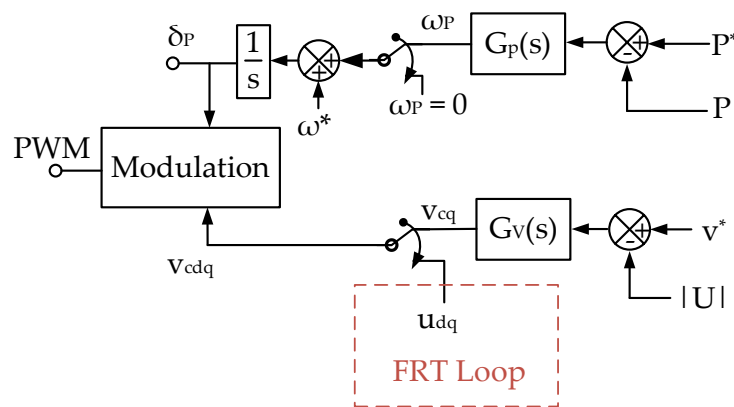 δP 1/s + + ωP Gp(s) - + P*
ω* ωP = 0 P
PWM Modulation
vcdq vcq GV(s) - + v*
udq |U|
FRT Loop